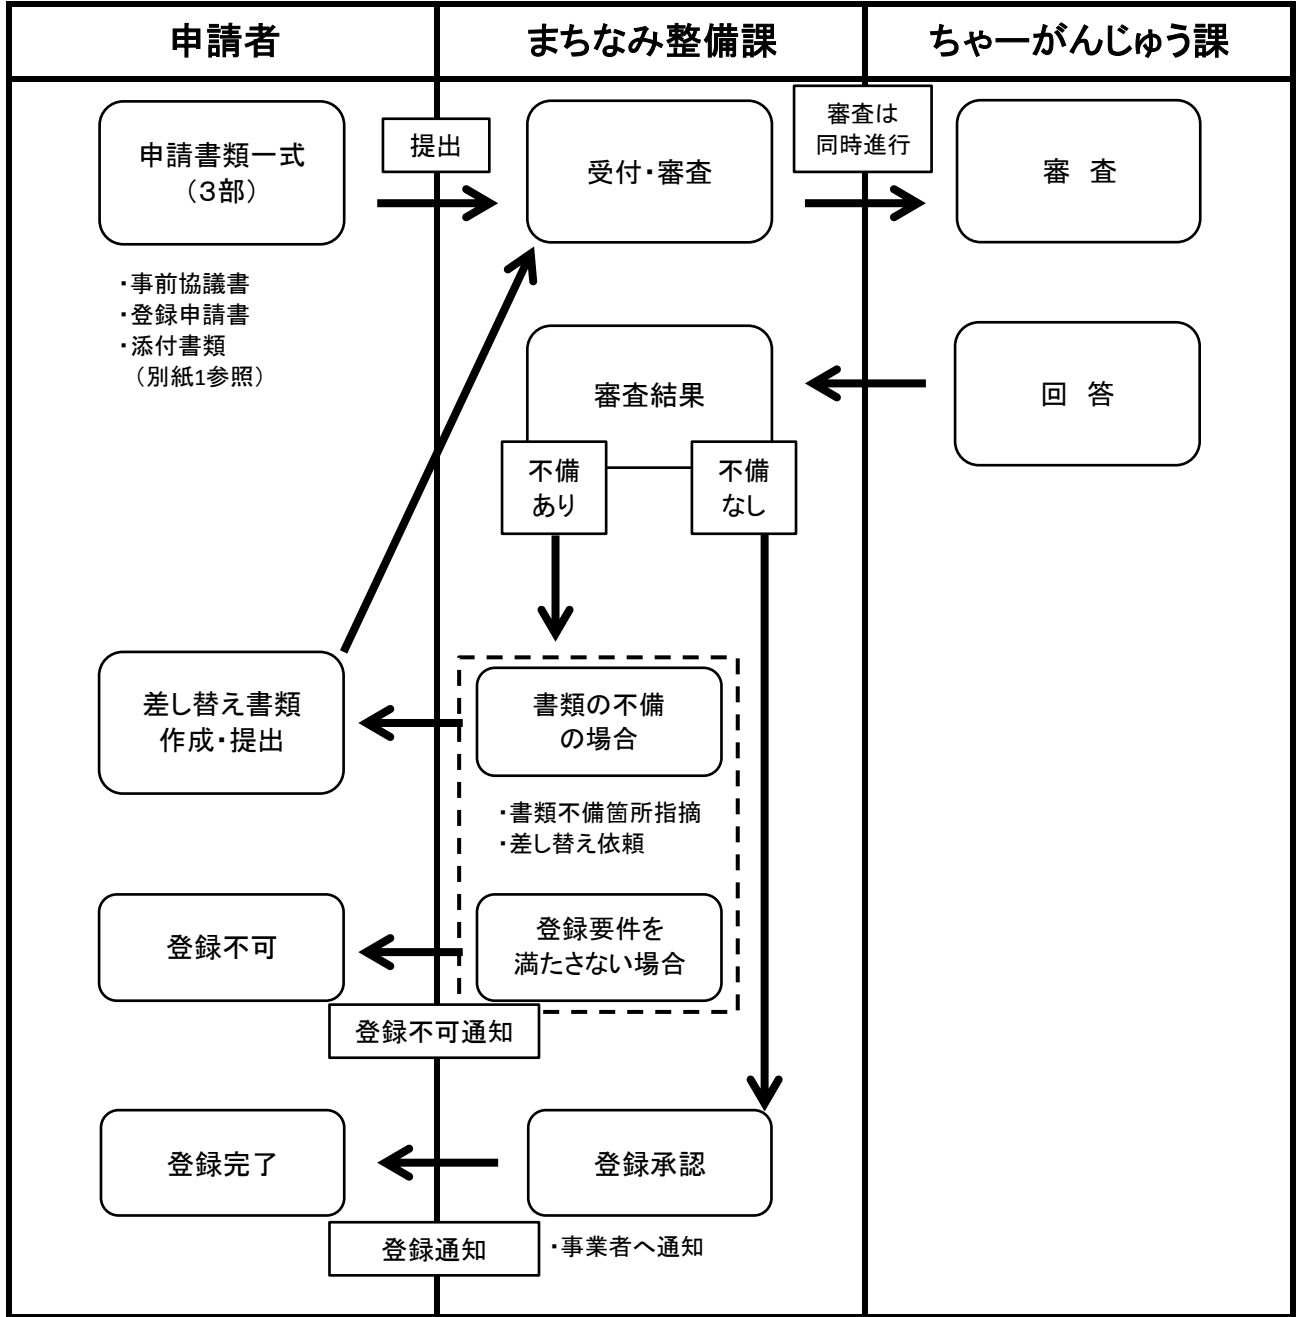 申請者
まちなみ整備課
ちゃーがんじゅう課
申請書類一式
（３部）
提出
受付・審査
審査は
同時進行
審　査
・事前協議書
・登録申請書
・添付書類
（別紙1参照）
審査結果
回　答
不備
あり
不備
なし
差し替え書類
作成・提出
書類の不備
の場合
・書類不備箇所指摘
・差し替え依頼
登録不可
登録要件を
満たさない場合
登録不可通知
登録完了
登録承認
登録通知
・事業者へ通知